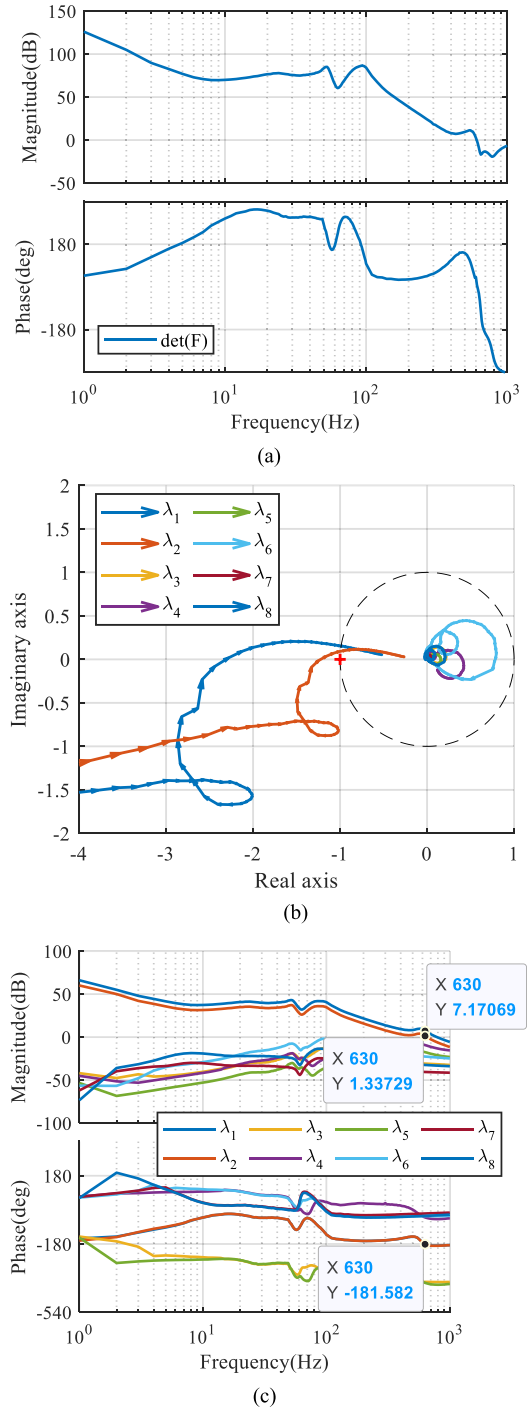 150
100
50
0
-50
Magnitude(dB)
180
-180
Phase(deg)
det(F)
10^0 10^1 10^2 10^3
Frequency(Hz)
(a)
2
1.5
1
0.5
0
-0.5
-1
-1.5
-2
Imaginary axis
λ1 λ5
λ2 λ6
λ3 λ7
λ4 λ8
-4 -3 -2 -1 0 1
Real axis
(b)
100
50
0
-50
-100
Magnitude(dB)
X 630
Y 7.17069
X 630
Y 1.33729
λ1 λ3 λ5 λ7
λ2 λ4 λ6 λ8
180
-180
-540
Phase(deg)
X 630
Y -181.582
10^0 10^1 10^2 10^3
Frequency(Hz)
(c)